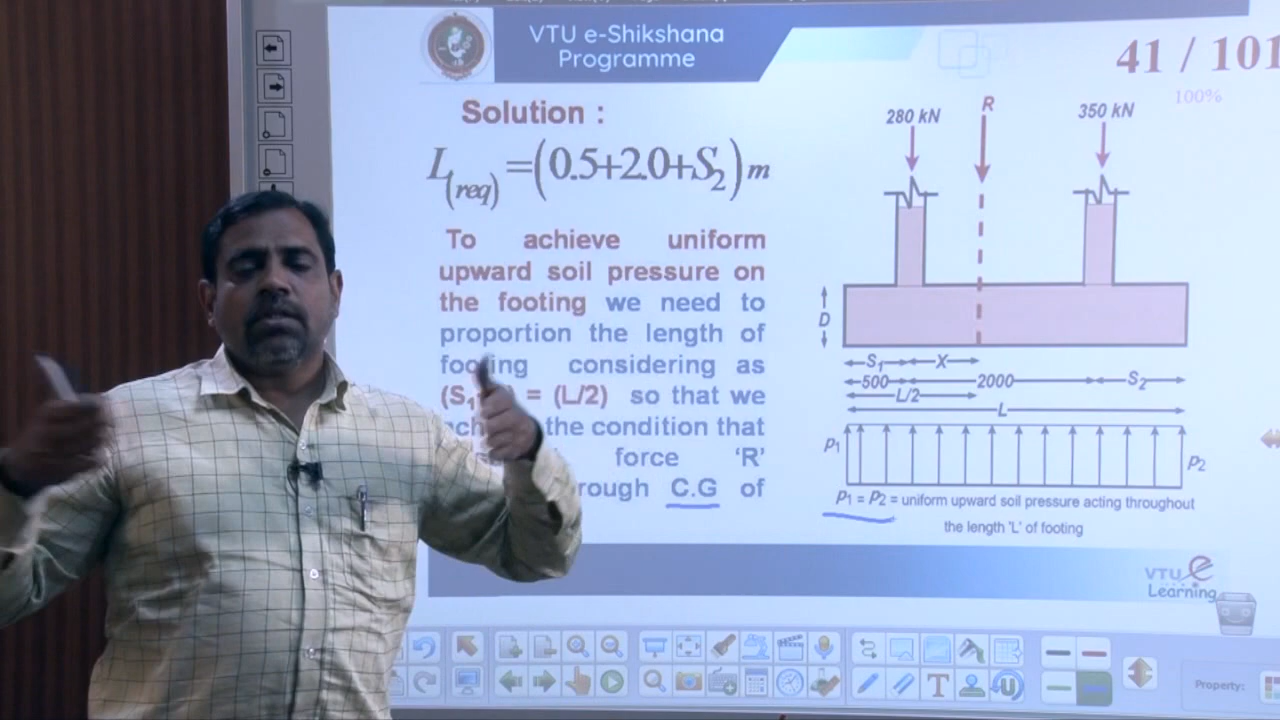 VTU e-Shikshana
Programme
41 / 101
100%
Solution :
L(req) =(0.5+2.0+S2)m
To achieve uniform
upward soil pressure on
the footing we need to
proportion the length of
footing considering as
= (L/2) so that we
the condition that
force 'R'
C.G of
280 kN
R
350 kN
D
S1
X
500
2000
S2
L/2
L
P1
P2
P1 = P2 = uniform upward soil pressure acting throughout
the length 'L' of footing
VTU e
Learning
Property: